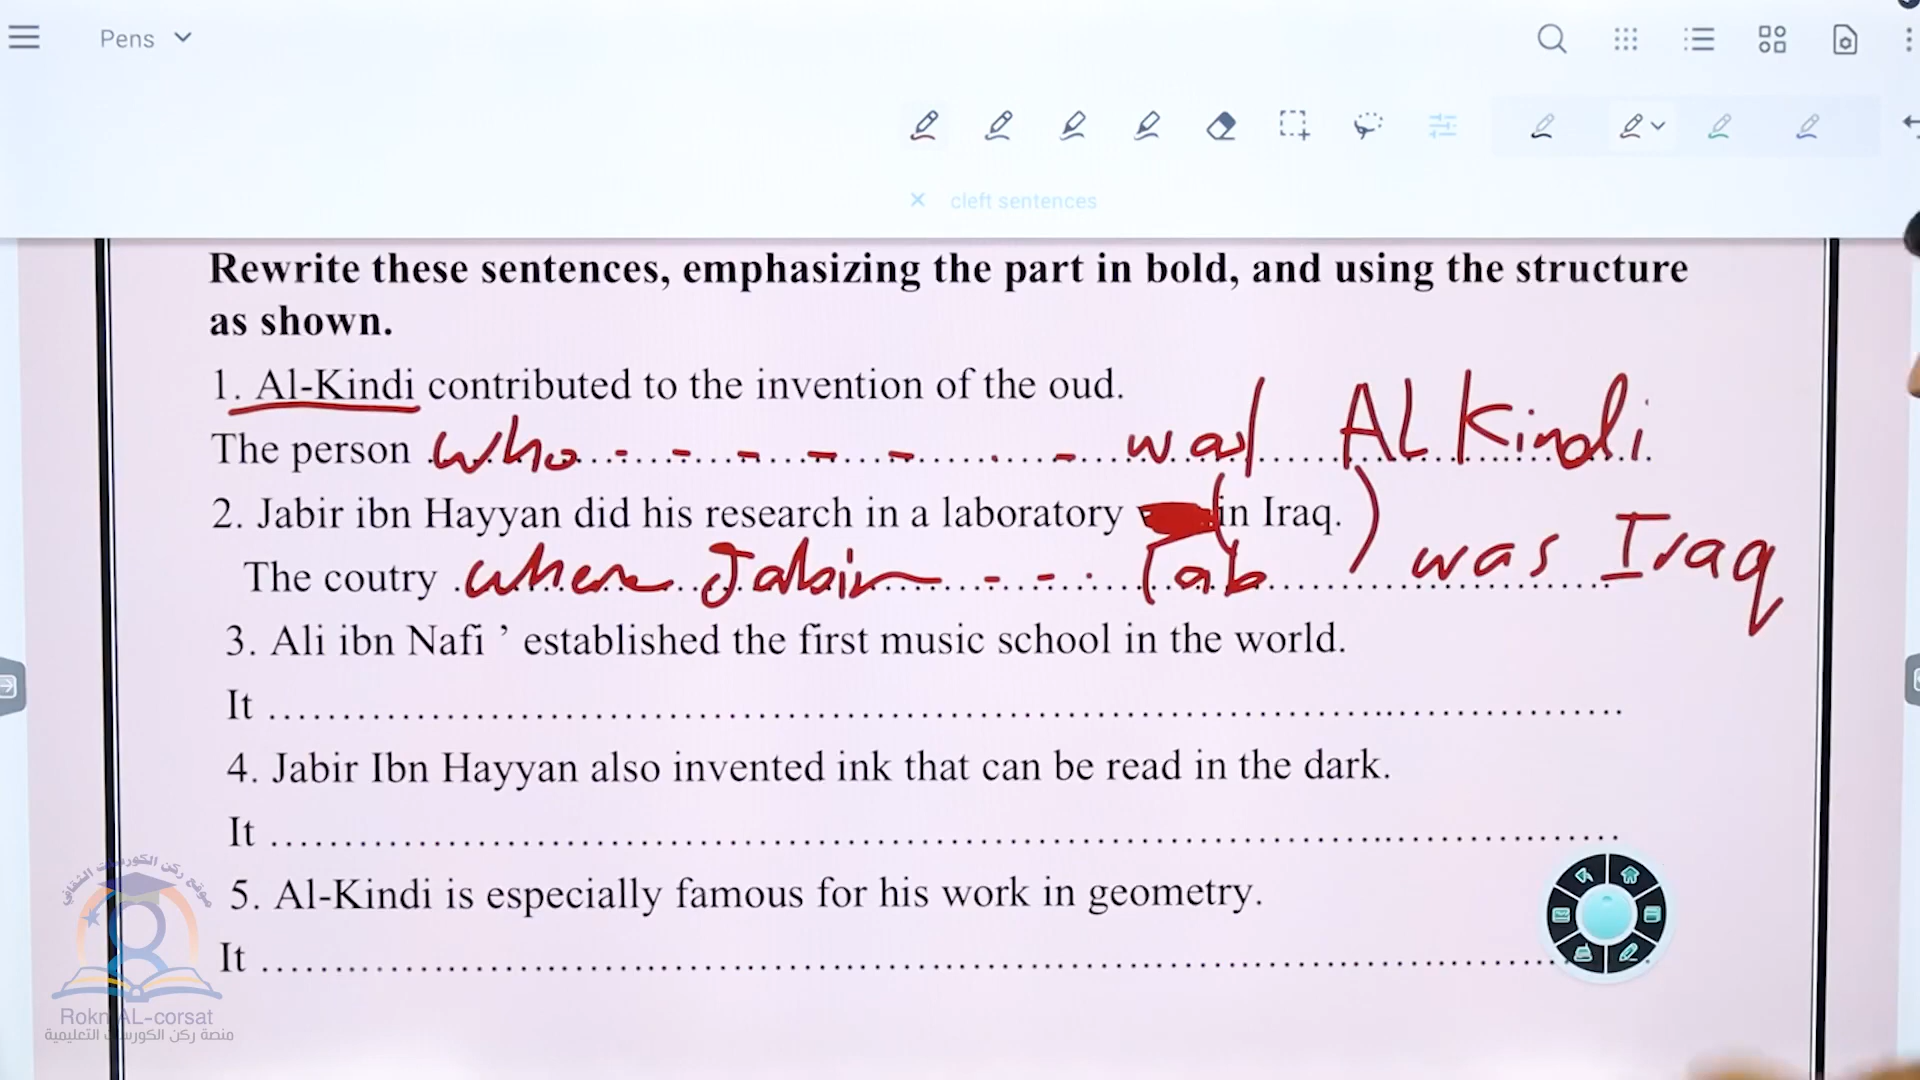 Pens
cleft sentences
Rewrite these sentences, emphasizing the part in bold, and using the structure
as shown.
1. Al-Kindi contributed to the invention of the oud.
The person who - - - - - . - was AL Kindi
2. Jabir ibn Hayyan did his research in a laboratory (in Iraq.)
The coutry where Jabir - - . lab was Iraq
3. Ali ibn Nafi ’ established the first music school in the world.
It ................................................................
4. Jabir Ibn Hayyan also invented ink that can be read in the dark.
It ................................................................
5. Al-Kindi is especially famous for his work in geometry.
It ................................................................
موقع ركن الكورسات الثقافي
Rokn AL-corsat
منصة ركن الكورسات التعليمية